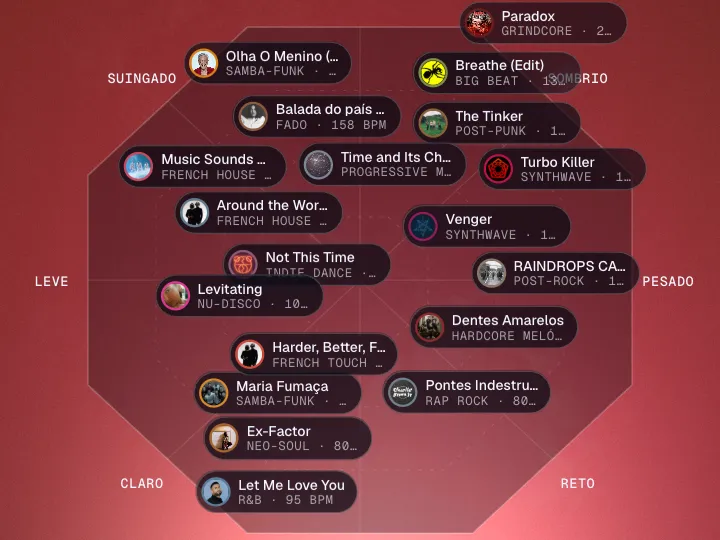 Paradox
GRINDCORE · 2…
Olha O Menino (…
SAMBA-FUNK · …
Breathe (Edit)
BIG BEAT · 13…
SUINGADO
SOMBRIO
Balada do país …
FADO · 158 BPM
The Tinker
POST-PUNK · 1…
Music Sounds …
FRENCH HOUSE …
Time and Its Ch…
PROGRESSIVE M…
Turbo Killer
SYNTHWAVE · 1…
Around the Wor…
FRENCH HOUSE …
Venger
SYNTHWAVE · 1…
Not This Time
INDIE DANCE ·…
RAINDROPS CA…
POST-ROCK · 1…
LEVE
PESADO
Levitating
NU-DISCO · 10…
Dentes Amarelos
HARDCORE MELÓ…
Harder, Better, F…
FRENCH TOUCH …
Maria Fumaça
SAMBA-FUNK · …
Pontes Indestru…
RAP ROCK · 80…
Ex-Factor
NEO-SOUL · 80…
CLARO
RETO
Let Me Love You
R&B · 95 BPM